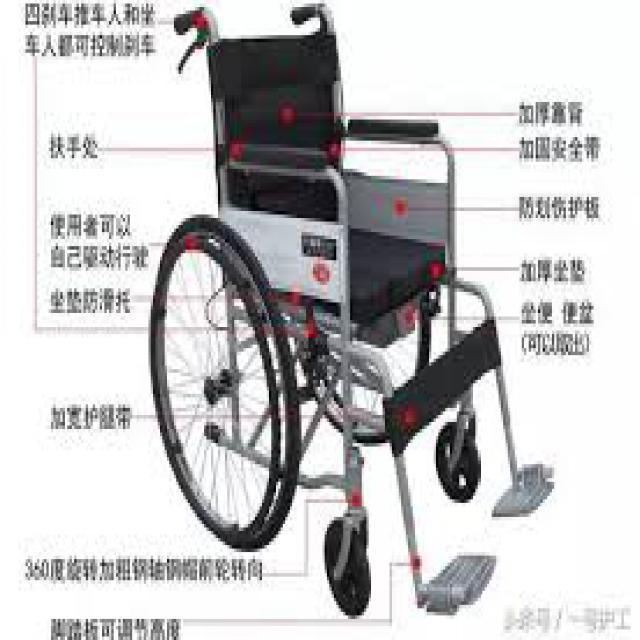 四刹车推车人和坐
车人都可控制刹车
加厚靠背
扶手处
加固安全带
防划伤护板
使用者可以
自己驱动行驶
加厚坐垫
坐垫防滑托
坐便 便盆
(可以取出)
加宽护腿带
360度旋转加粗钢轴钢帽前轮转向
脚踏板可调节高度
头条号 / 一号护工